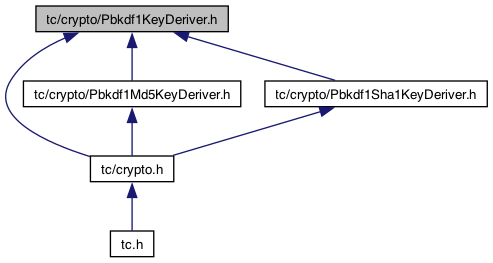 tc/crypto/Pbkdf1KeyDeriver.h
tc/crypto/Pbkdf1Md5KeyDeriver.h
tc/crypto/Pbkdf1Sha1KeyDeriver.h
tc/crypto.h
tc.h